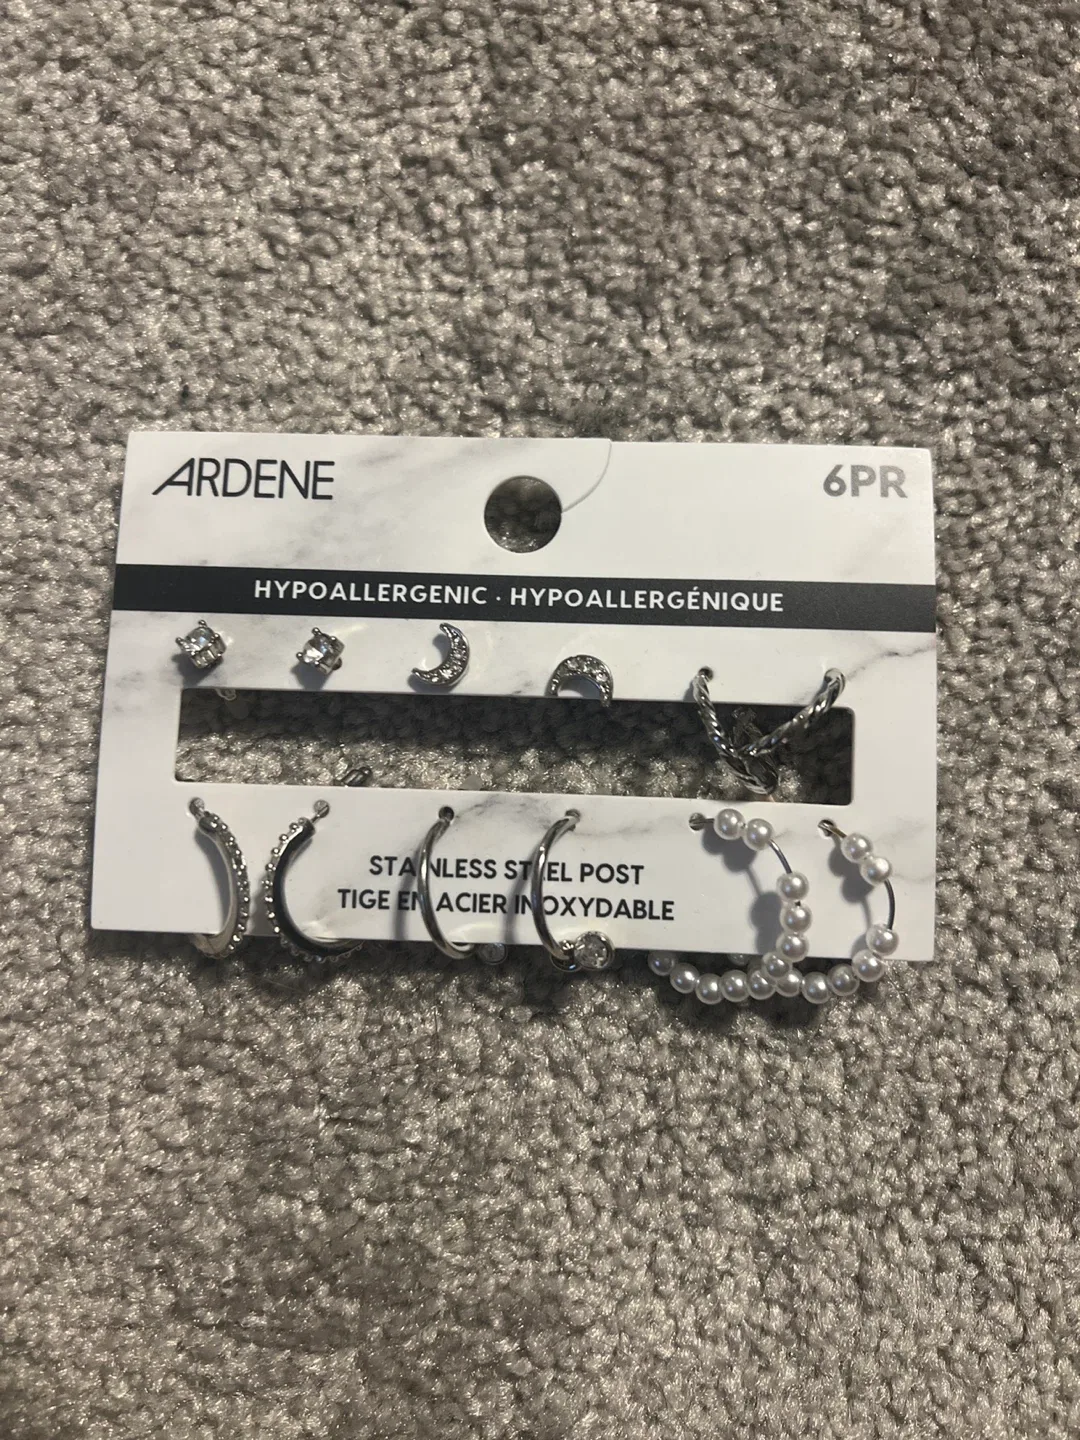 ARDENE
6PR
HYPOALLERGENIC · HYPOALLERGÉNIQUE
STAINLESS STEEL POST
TIGE EN ACIER INOXYDABLE